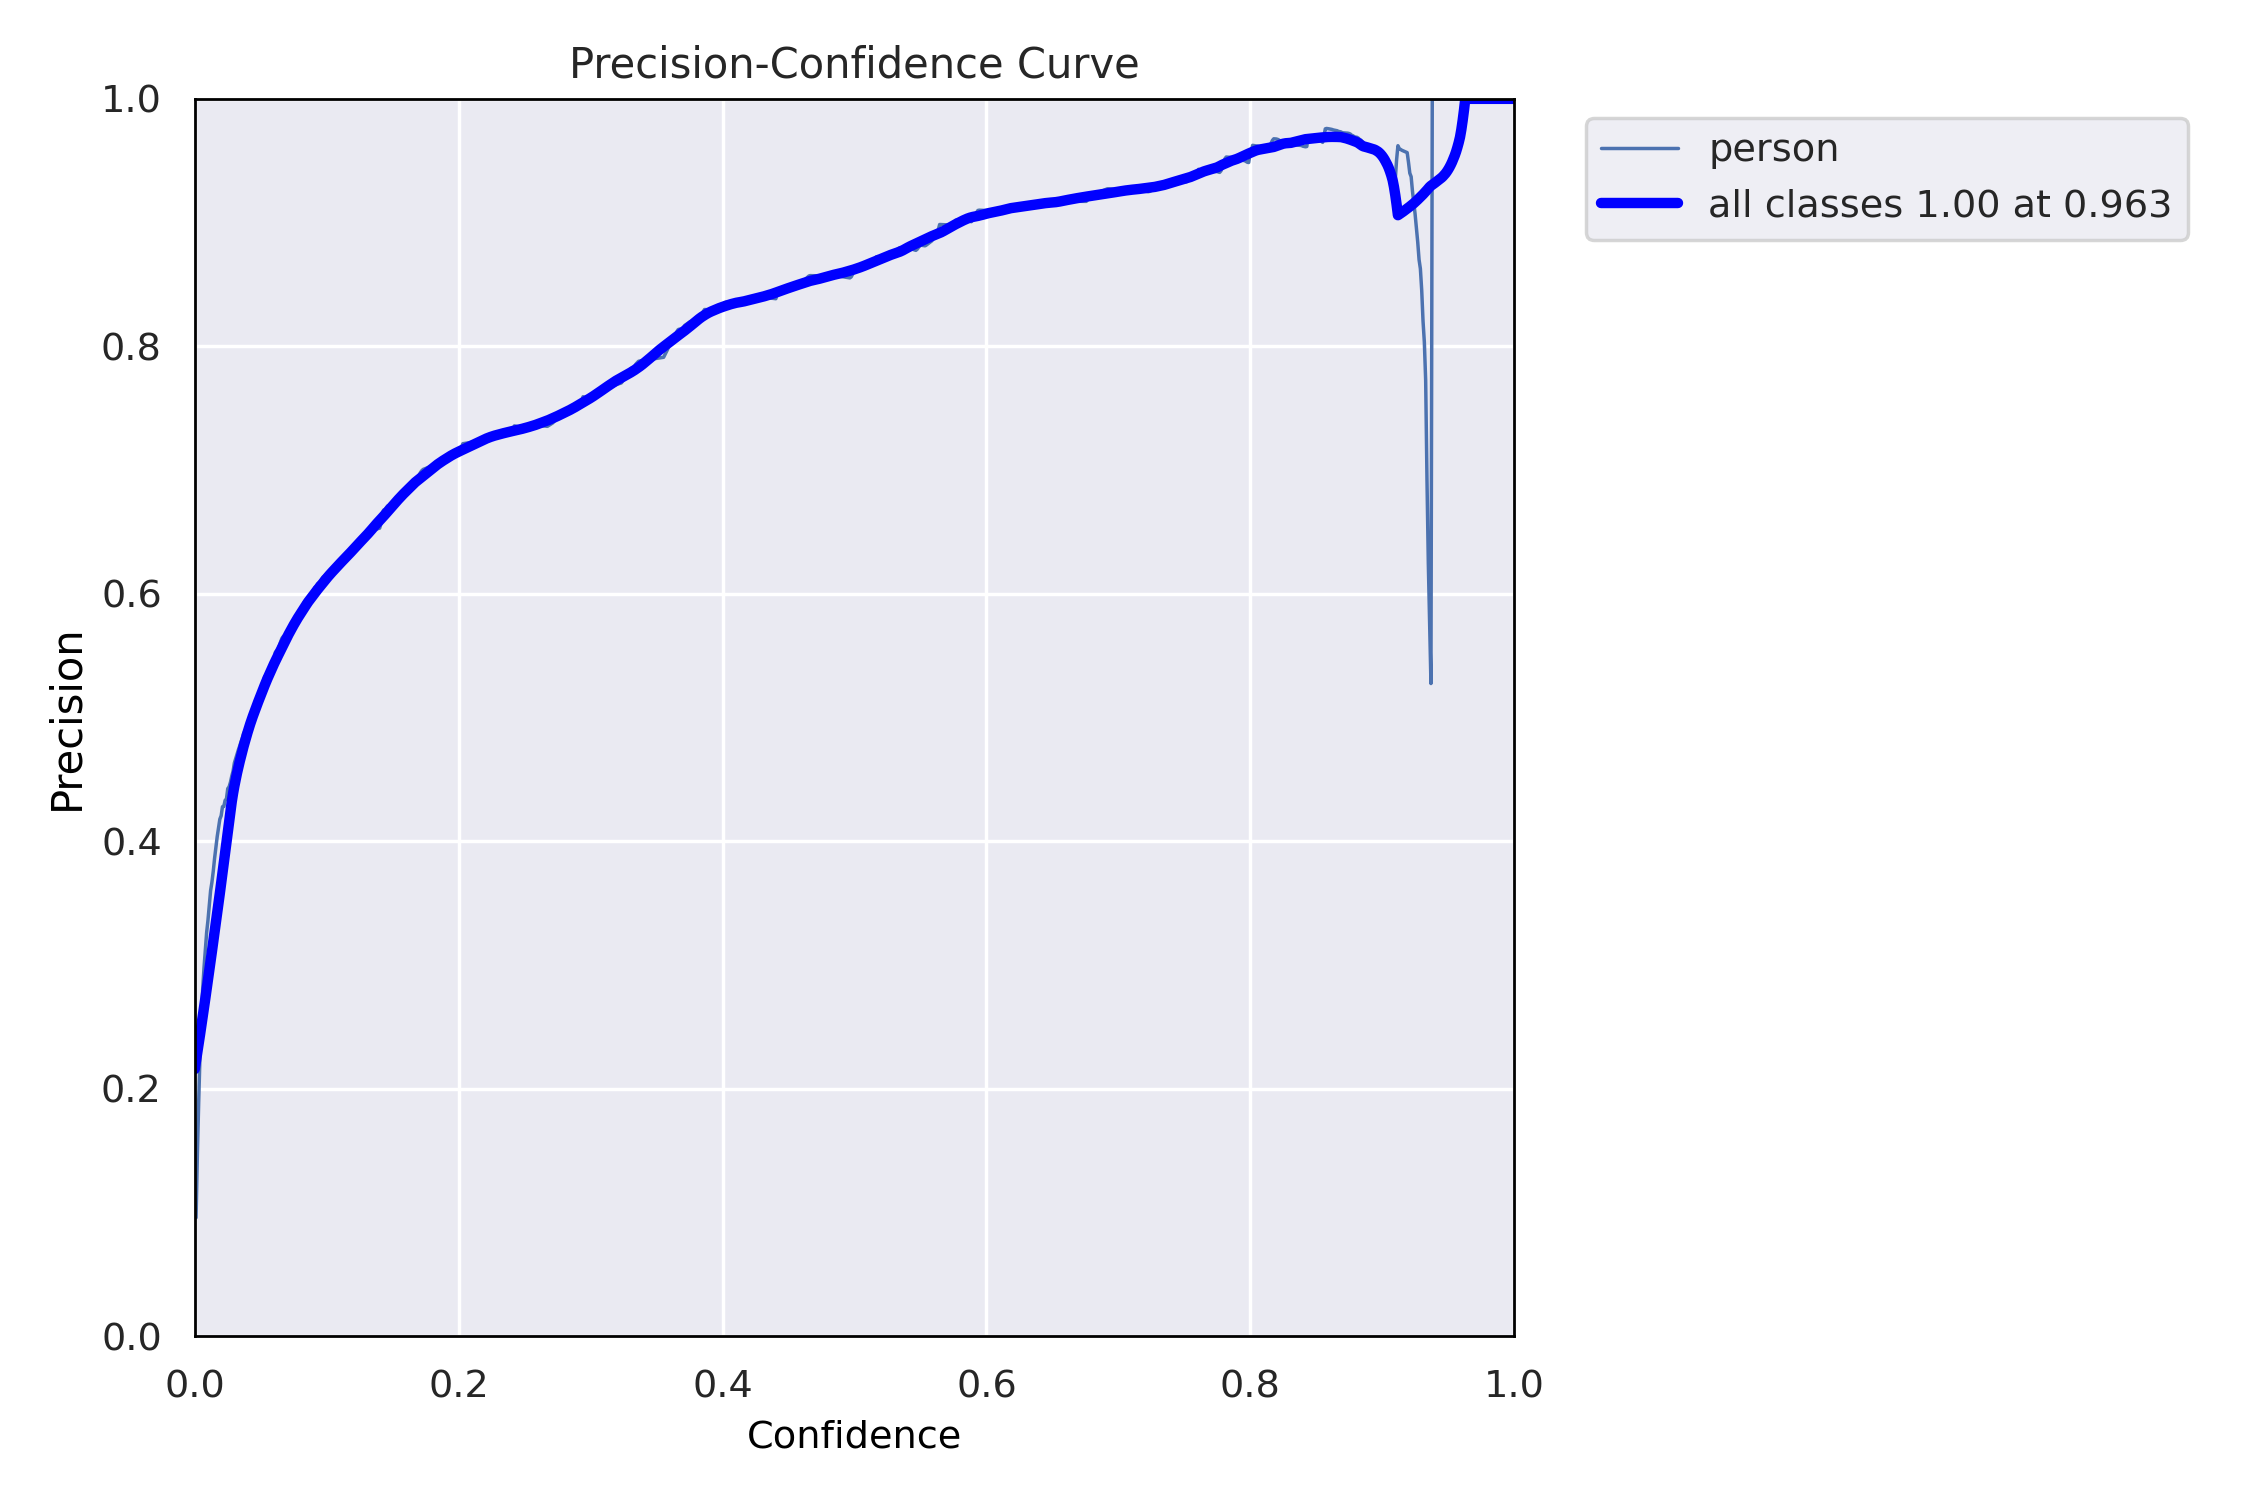 Precision-Confidence Curve
1.0
0.8
0.6
0.4
0.2
0.0
Precision
0.0 0.2 0.4 0.6 0.8 1.0
Confidence
person
all classes 1.00 at 0.963